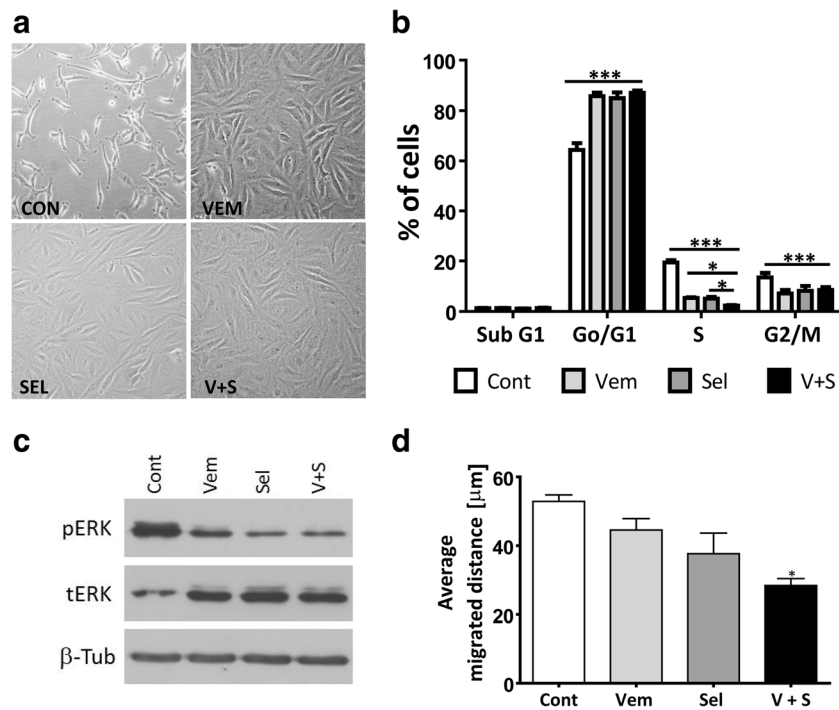 a
CON
VEM
SEL
V+S
b
% of cells
100
80
60
40
20
0
***
***
*
*
***
Sub G1
Go/G1
S
G2/M
Cont
Vem
Sel
V+S
c
Cont
Vem
Sel
V+S
pERK
tERK
β-Tub
d
Average
migrated distance [μm]
60
40
20
0
*
Cont
Vem
Sel
V + S